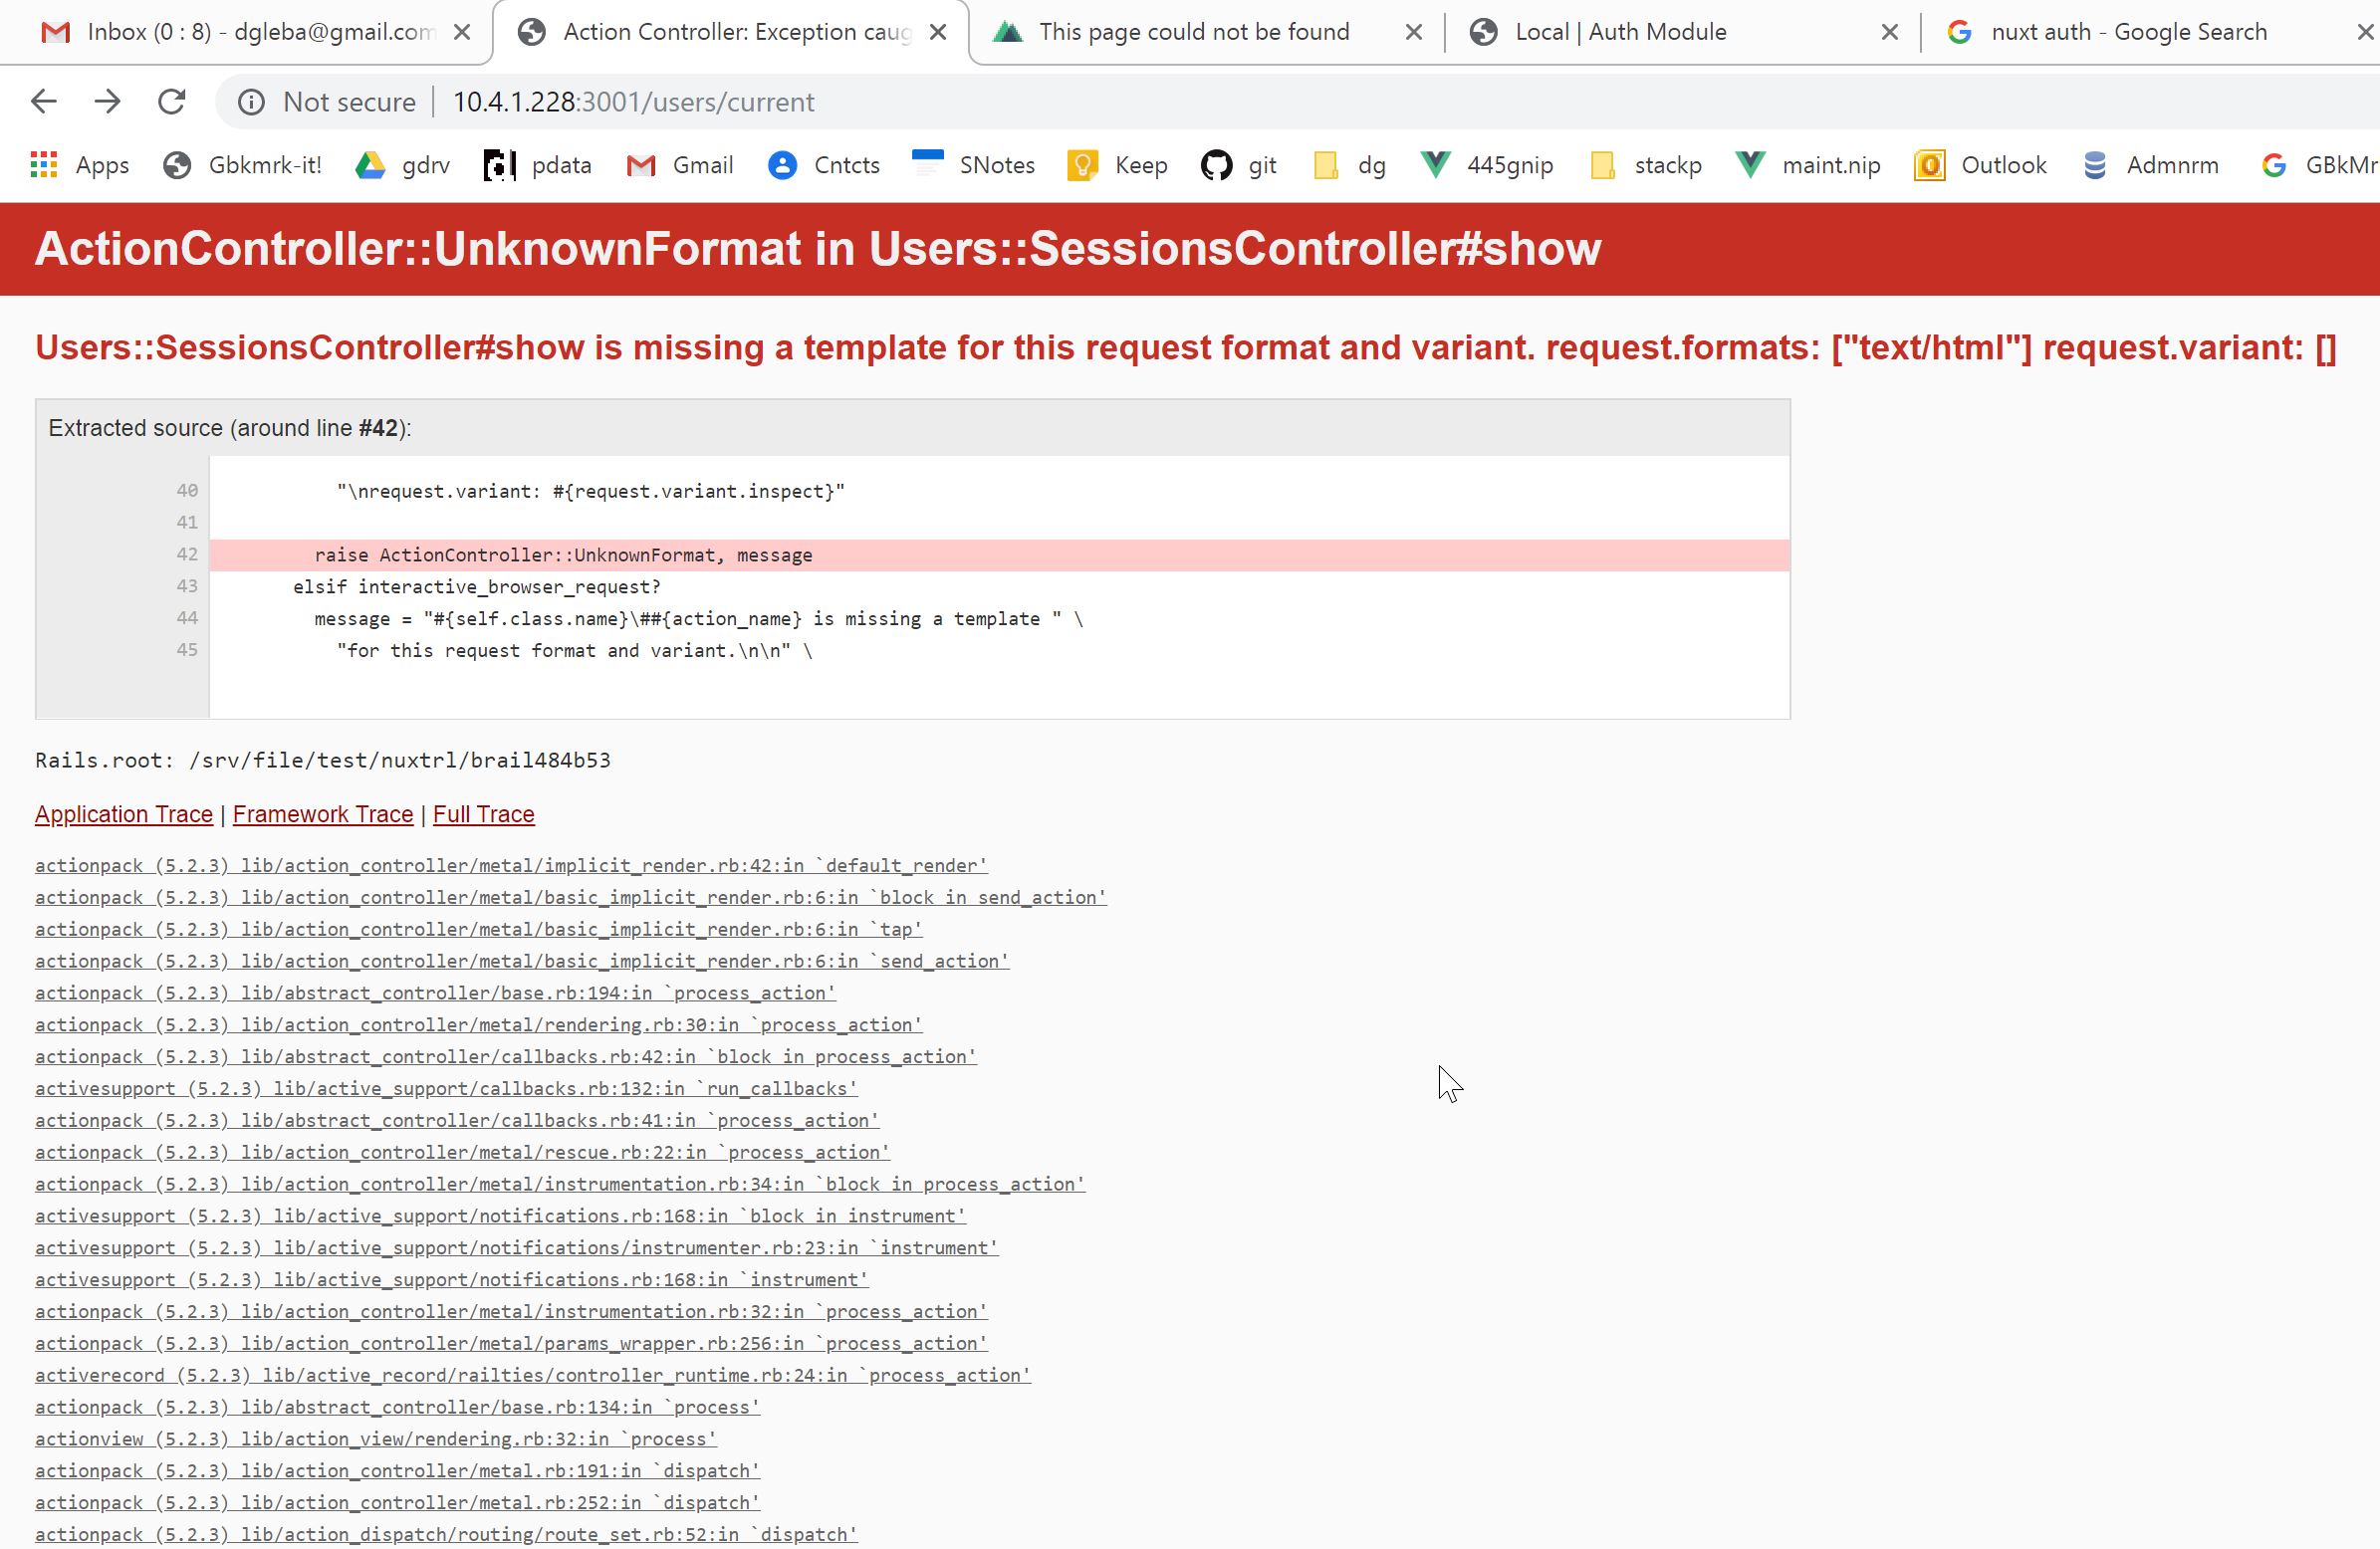 Inbox (0 : 8) - dgleba@gmail.com
Action Controller: Exception caug
This page could not be found
Local | Auth Module
nuxt auth - Google Search
Not secure 10.4.1.228:3001/users/current
Apps Gbkmrk-it! gdrv pdata Gmail Cntcts SNotes Keep git dg 445gnip stackp maint.nip Outlook Admnrm GBkMr
ActionController::UnknownFormat in Users::SessionsController#show
Users::SessionsController#show is missing a template for this request format and variant. request.formats: ["text/html"] request.variant: []
Extracted source (around line #42):
40 "\nrequest.variant: #{request.variant.inspect}"
41
42 raise ActionController::UnknownFormat, message
43 elsif interactive_browser_request?
44 message = "#{self.class.name}\##{action_name} is missing a template " \
45 "for this request format and variant.\n\n" \
Rails.root: /srv/file/test/nuxtrl/brail484b53
Application Trace | Framework Trace | Full Trace
actionpack (5.2.3) lib/action_controller/metal/implicit_render.rb:42:in `default_render'
actionpack (5.2.3) lib/action_controller/metal/basic_implicit_render.rb:6:in `block in send_action'
actionpack (5.2.3) lib/action_controller/metal/basic_implicit_render.rb:6:in `tap'
actionpack (5.2.3) lib/action_controller/metal/basic_implicit_render.rb:6:in `send_action'
actionpack (5.2.3) lib/abstract_controller/base.rb:194:in `process_action'
actionpack (5.2.3) lib/action_controller/metal/rendering.rb:30:in `process_action'
actionpack (5.2.3) lib/abstract_controller/callbacks.rb:42:in `block in process_action'
activesupport (5.2.3) lib/active_support/callbacks.rb:132:in `run_callbacks'
actionpack (5.2.3) lib/abstract_controller/callbacks.rb:41:in `process_action'
actionpack (5.2.3) lib/action_controller/metal/rescue.rb:22:in `process_action'
actionpack (5.2.3) lib/action_controller/metal/instrumentation.rb:34:in `block in process_action'
activesupport (5.2.3) lib/active_support/notifications.rb:168:in `block in instrument'
activesupport (5.2.3) lib/active_support/notifications/instrumenter.rb:23:in `instrument'
activesupport (5.2.3) lib/active_support/notifications.rb:168:in `instrument'
actionpack (5.2.3) lib/action_controller/metal/instrumentation.rb:32:in `process_action'
actionpack (5.2.3) lib/action_controller/metal/params_wrapper.rb:256:in `process_action'
activerecord (5.2.3) lib/active_record/railties/controller_runtime.rb:24:in `process_action'
actionpack (5.2.3) lib/abstract_controller/base.rb:134:in `process'
actionview (5.2.3) lib/action_view/rendering.rb:32:in `process'
actionpack (5.2.3) lib/action_controller/metal.rb:191:in `dispatch'
actionpack (5.2.3) lib/action_controller/metal.rb:252:in `dispatch'
actionpack (5.2.3) lib/action_dispatch/routing/route_set.rb:52:in `dispatch'